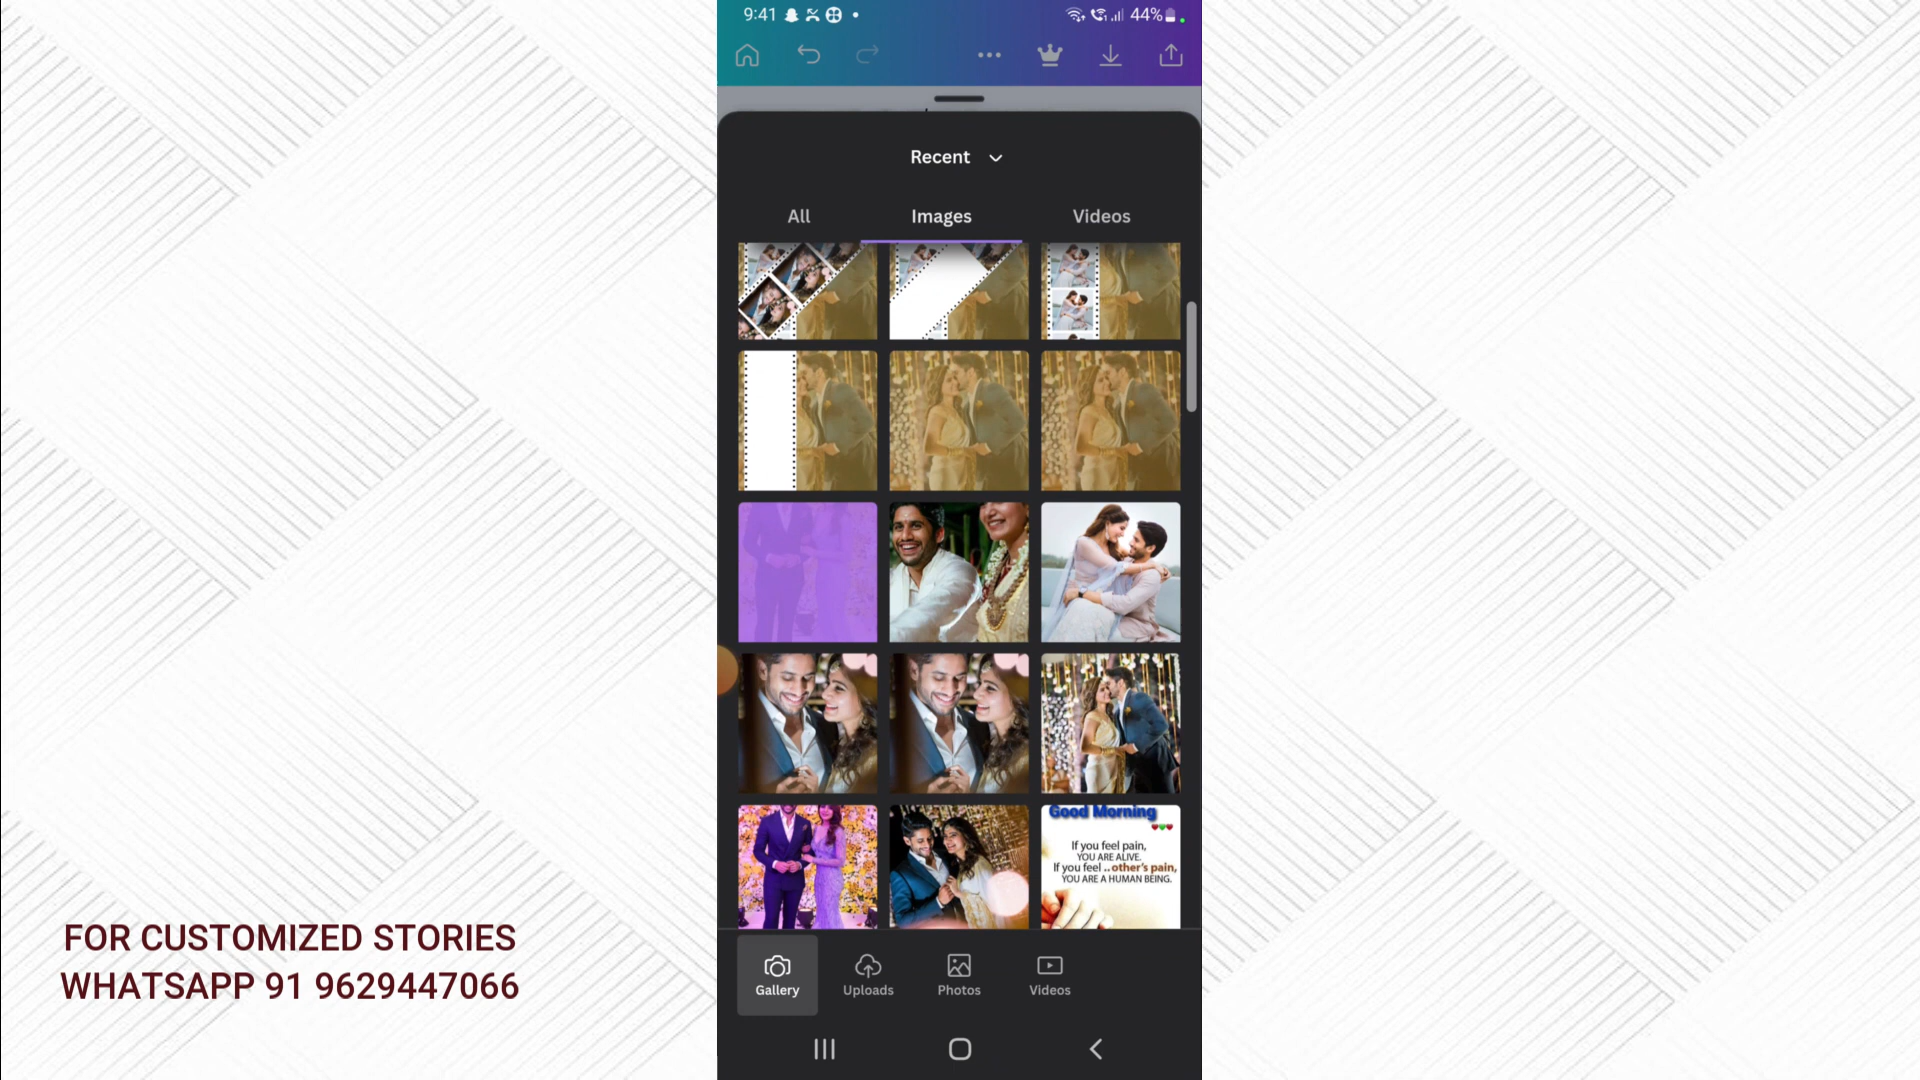 9:41
44%
Recent
All
Images
Videos
Good Morning
If you feel pain,
YOU ARE ALIVE.
If you feel .. other's pain,
YOU ARE A HUMAN BEING.
FOR CUSTOMIZED STORIES
WHATSAPP 91 9629447066
Gallery
Uploads
Photos
Videos